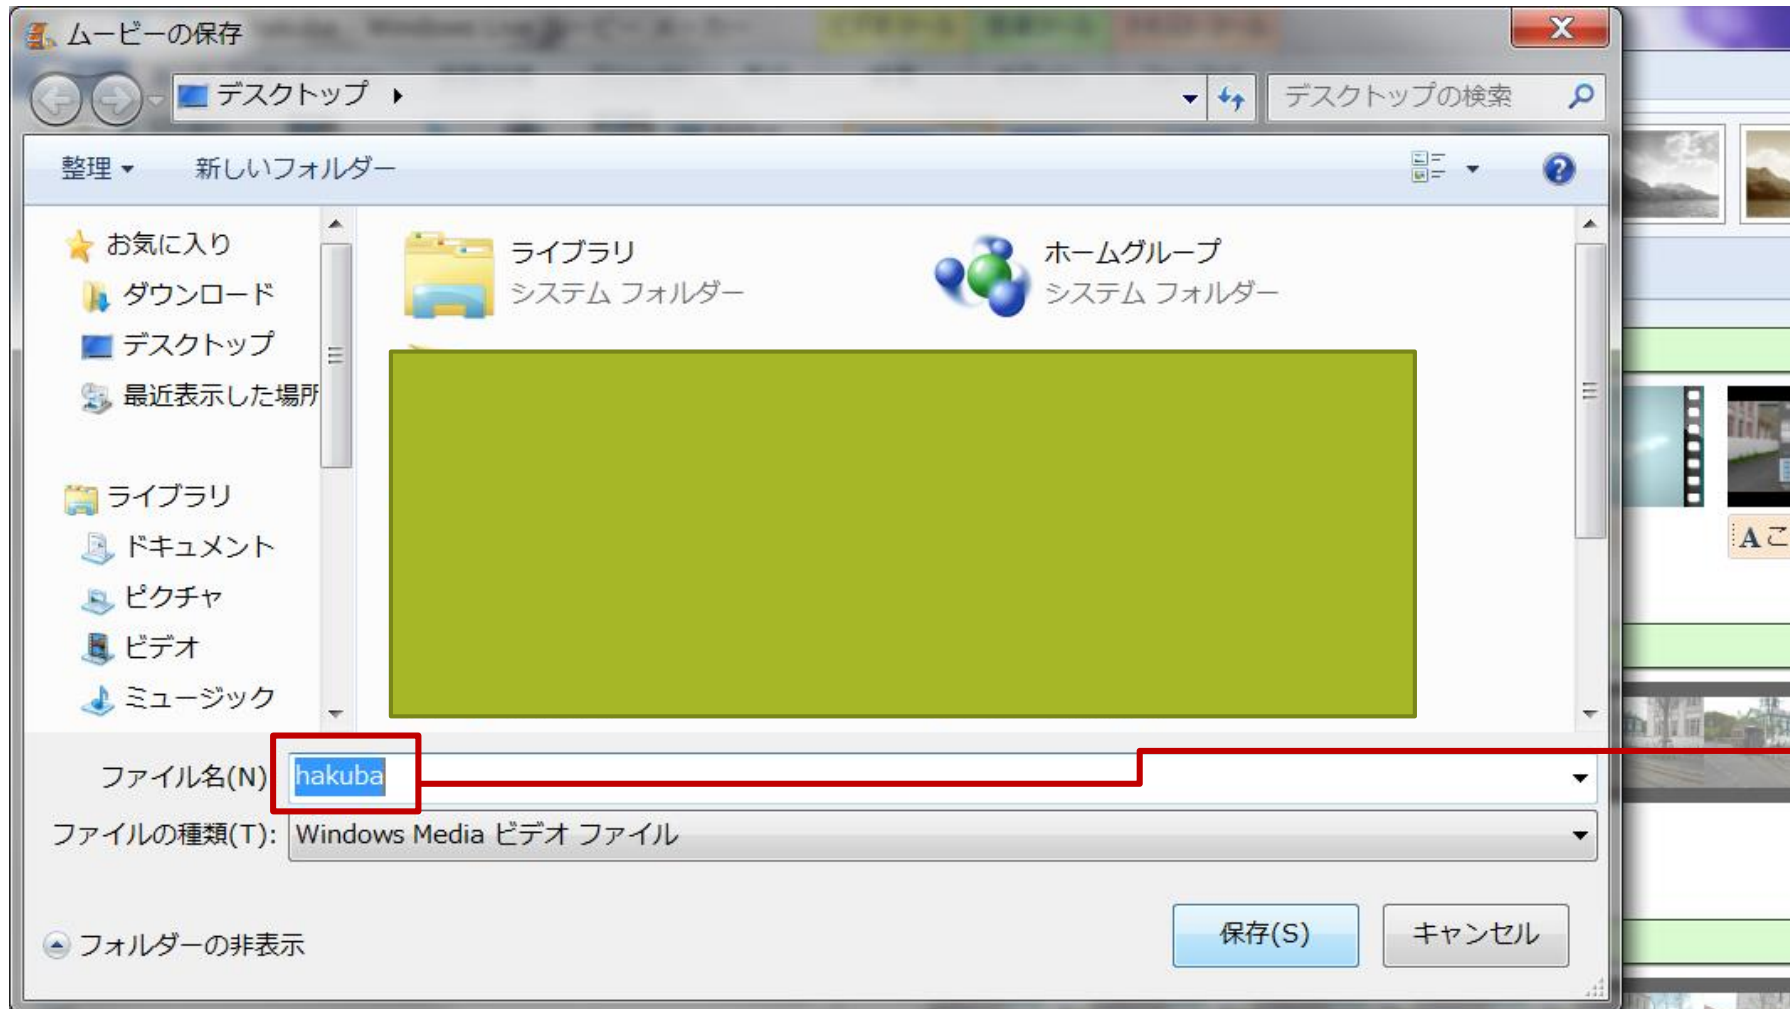 ムービーの保存
デスクトップ
デスクトップの検索
整理
新しいフォルダー
お気に入り
ダウンロード
デスクトップ
最近表示した場所
ライブラリ
ドキュメント
ピクチャ
ビデオ
ミュージック
ライブラリ
システム フォルダー
ホームグループ
システム フォルダー
A こ
ファイル名(N)
hakuba
ファイルの種類(T):
Windows Media ビデオ ファイル
フォルダーの非表示
保存(S)
キャンセル